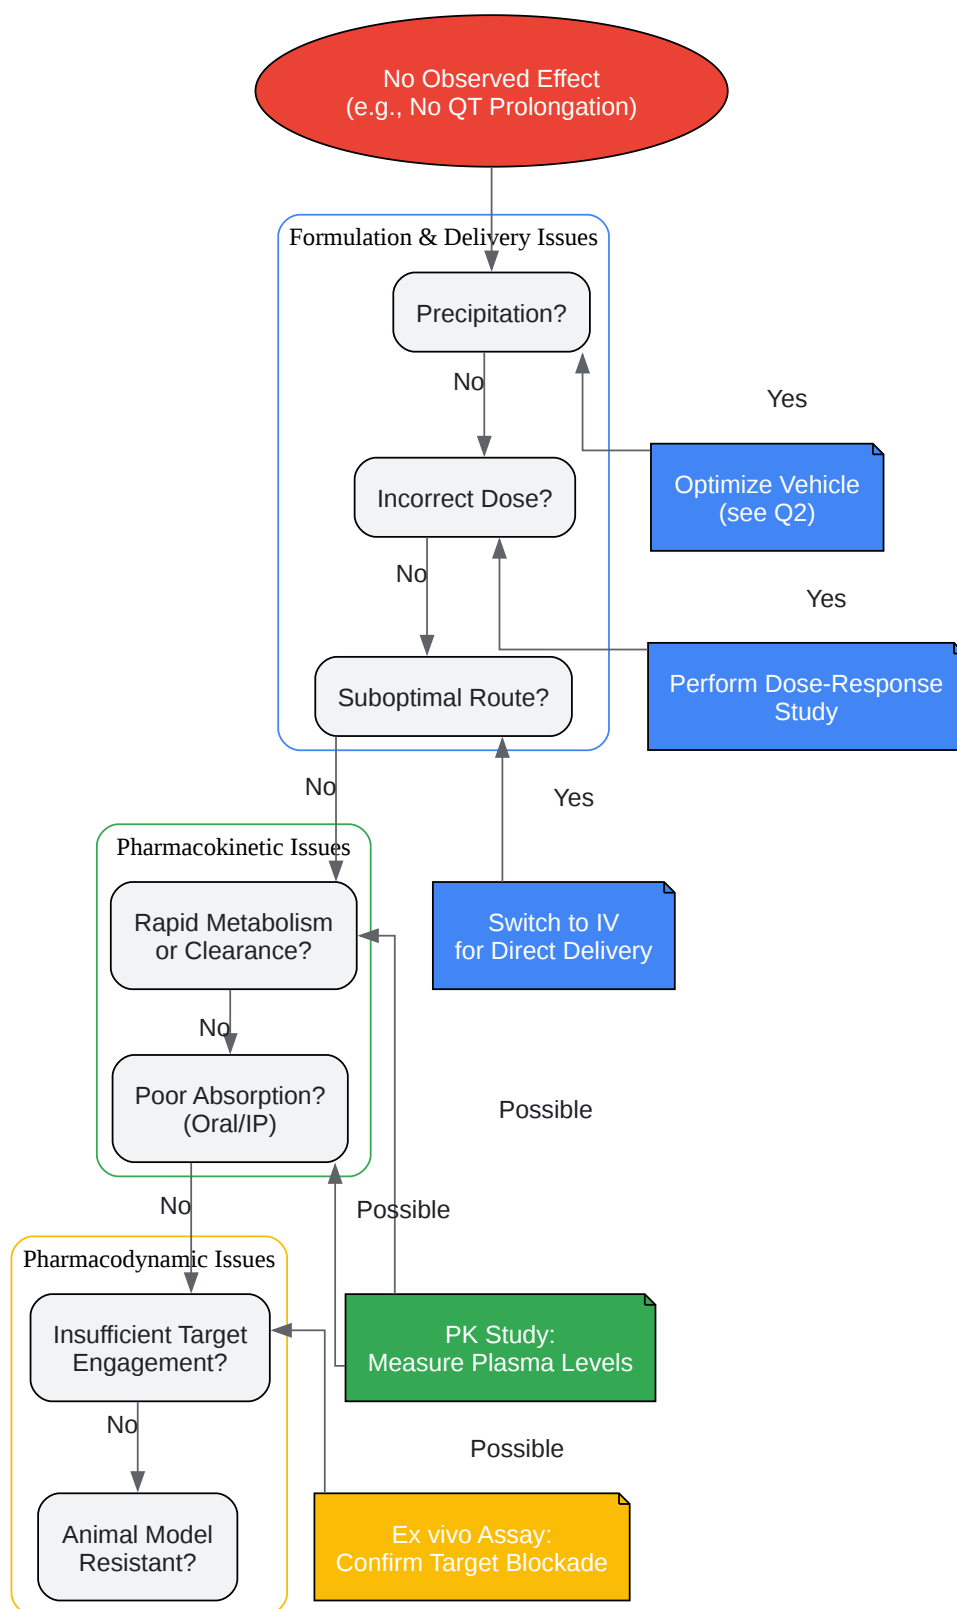 No Observed Effect
(e.g., No QT Prolongation)
Formulation & Delivery Issues
Precipitation?
No
Yes
Optimize Vehicle
(see Q2)
Incorrect Dose?
No
Yes
Perform Dose-Response
Study
Suboptimal Route?
No
Yes
Switch to IV
for Direct Delivery
Pharmacokinetic Issues
Rapid Metabolism
or Clearance?
No
Possible
Poor Absorption?
(Oral/IP)
No
Possible
PK Study:
Measure Plasma Levels
Pharmacodynamic Issues
Insufficient Target
Engagement?
No
Possible
Ex vivo Assay:
Confirm Target Blockade
Animal Model
Resistant?